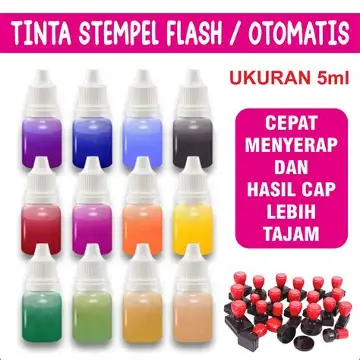 TINTA STEMPEL FLASH / OTOMATIS
UKURAN 5ml
CEPAT
MENYERAP
DAN
HASIL CAP
LEBIH
TAJAM